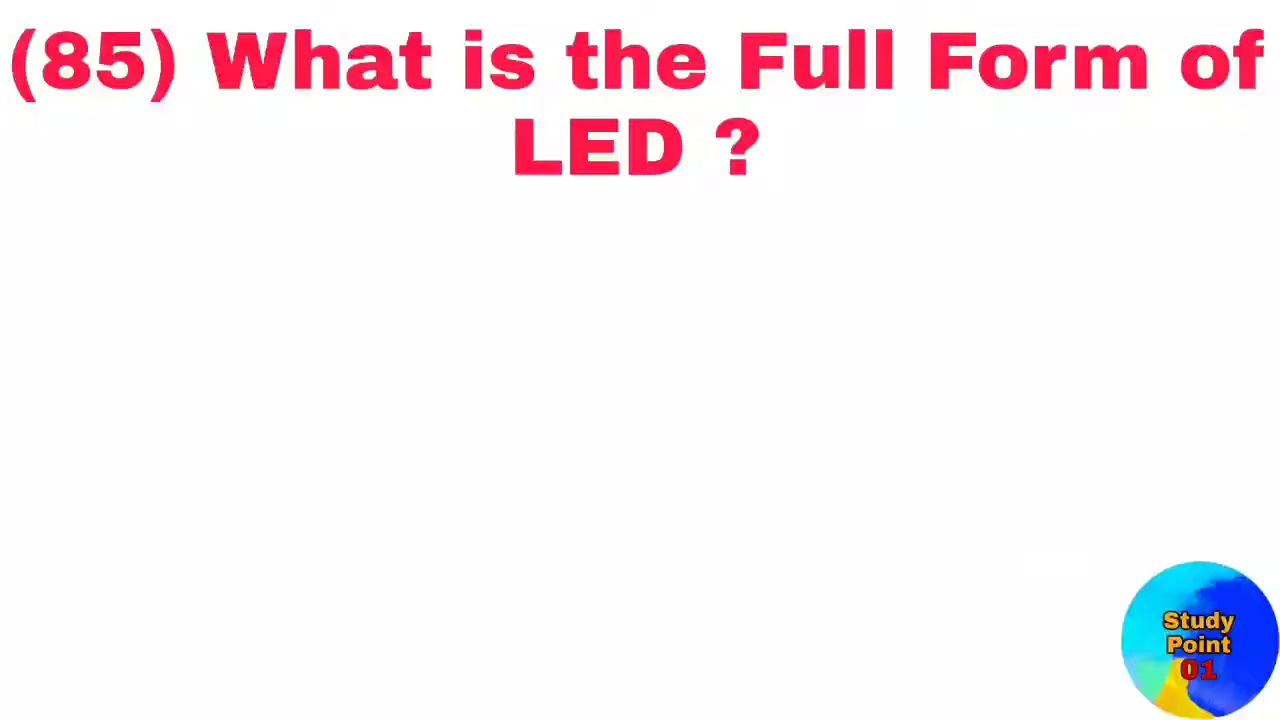 (85) What is the Full Form of
LED ?
Study
Point
01